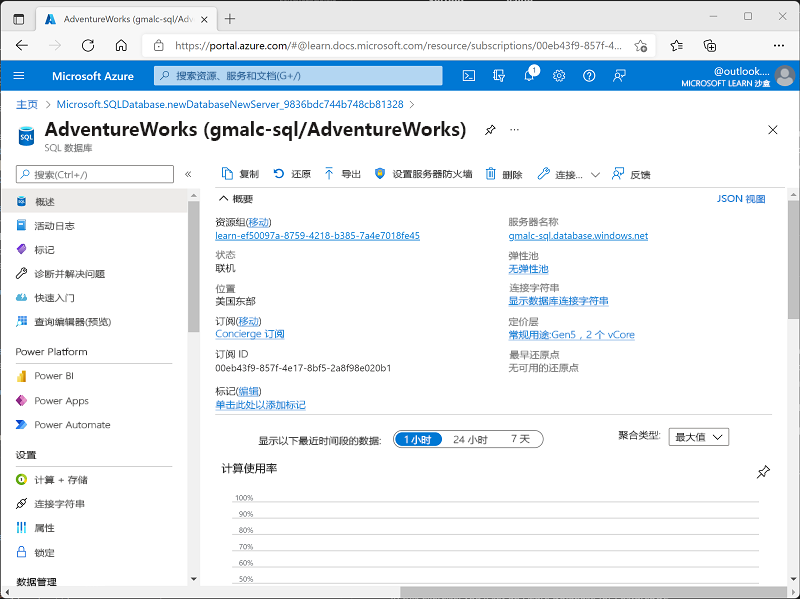 AdventureWorks (gmalc-sql/Adv
https://portal.azure.com/#@learn.docs.microsoft.com/resource/subscriptions/00eb43f9-857f-4...
Microsoft Azure
搜索资源、服务和文档(G+/)
1
@outlook....
MICROSOFT LEARN 沙盒
主页 > Microsoft.SQLDatabase.newDatabaseNewServer_9836bdc744b748cb81328 >
SQL
AdventureWorks (gmalc-sql/AdventureWorks)
SQL 数据库
搜索(Ctrl+/)
«
概述
活动日志
标记
诊断并解决问题
快速入门
查询编辑器(预览)
Power Platform
Power BI
Power Apps
Power Automate
设置
计算 + 存储
连接字符串
属性
锁定
数据管理
复制
还原
导出
设置服务器防火墙
删除
连接...
反馈
概要
JSON 视图
资源组(移动)
learn-ef50097a-8759-4218-b385-7a4e7018fe45
状态
联机
位置
美国东部
订阅(移动)
Concierge 订阅
订阅 ID
00eb43f9-857f-4e17-8bf5-2a8f98e020b1
标记(编辑)
单击此处以添加标记
服务器名称
gmalc-sql.database.windows.net
弹性池
无弹性池
连接字符串
显示数据库连接字符串
定价层
常规用途:Gen5，2 个 vCore
最早还原点
无可用的还原点
显示以下最近时间段的数据:
1 小时
24 小时
7 天
聚合类型:
最大值
计算使用率
100%
90%
80%
70%
60%
50%